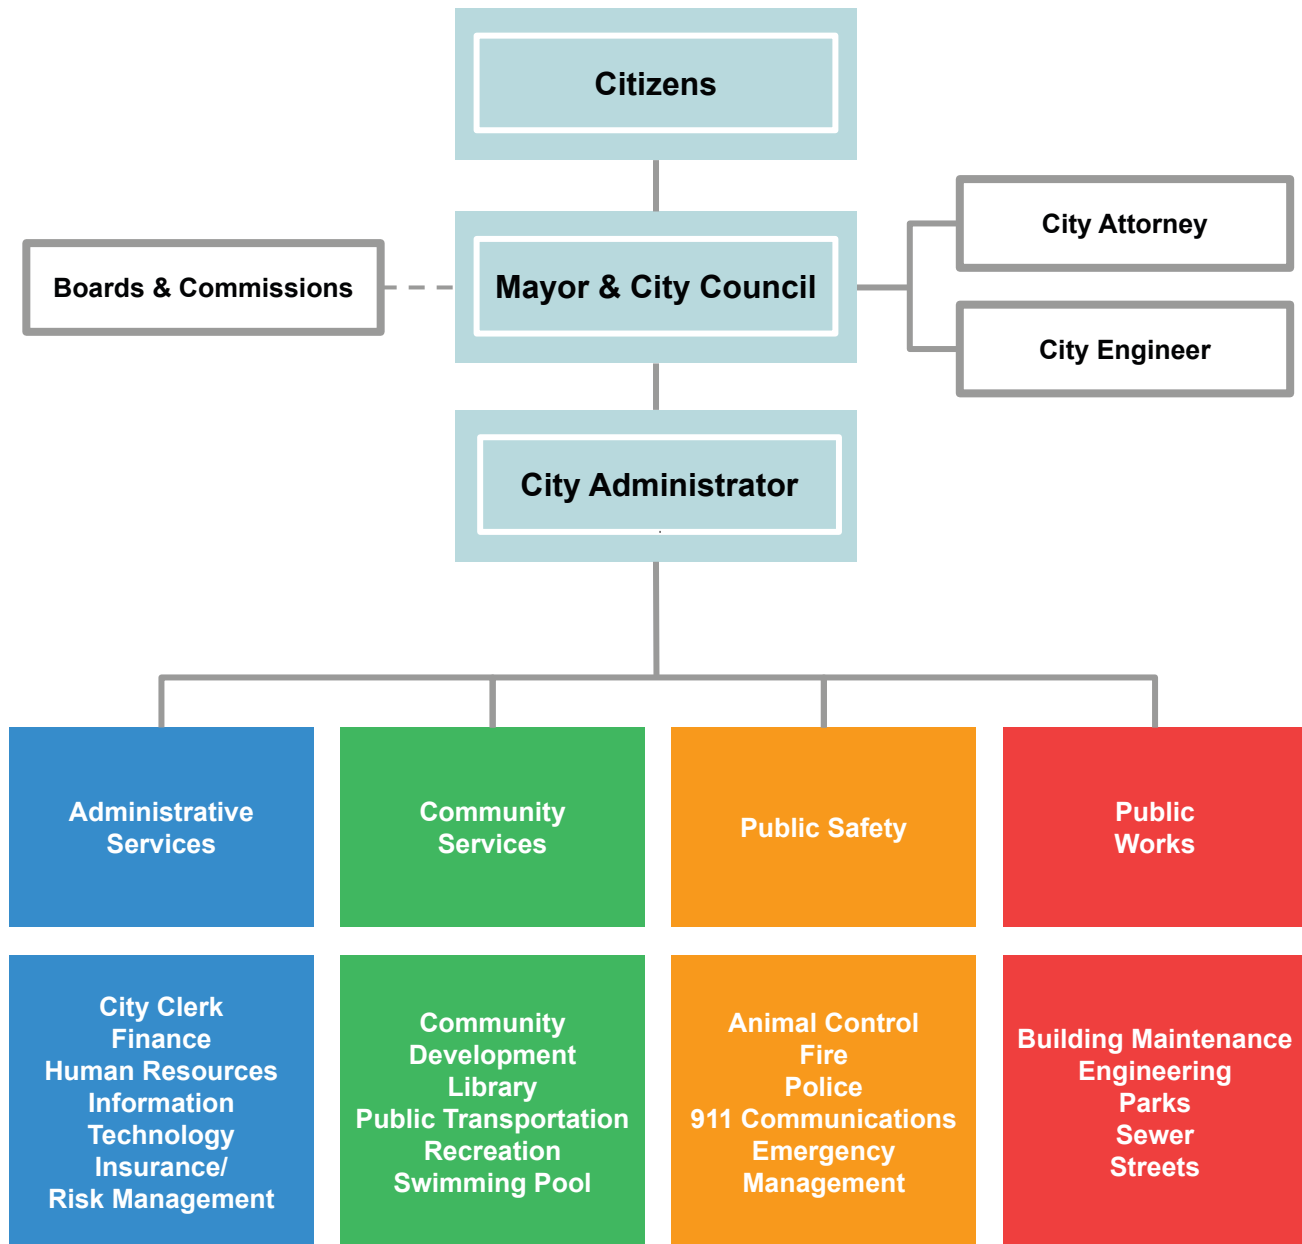 Citizens
City Attorney
Boards & Commissions
Mayor & City Council
City Engineer
City Administrator
Administrative
Services
Community
Services
Public Safety
Public
Works
City Clerk
Finance
Human Resources
Information
Technology
Insurance/
Risk Management
Community
Development
Library
Public Transportation
Recreation
Swimming Pool
Animal Control
Fire
Police
911 Communications
Emergency
Management
Building Maintenance
Engineering
Parks
Sewer
Streets